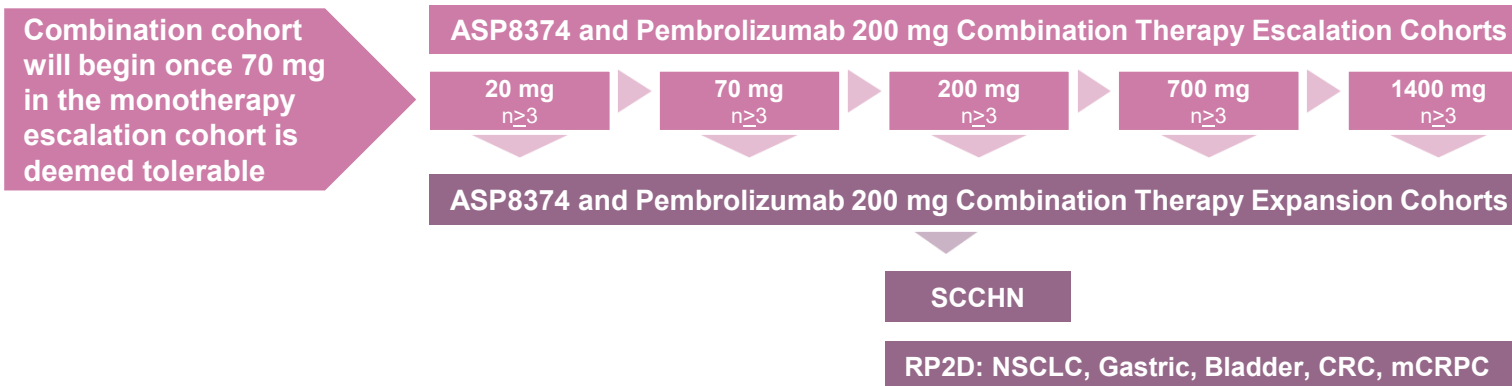 Combination cohort
will begin once 70 mg
in the monotherapy
escalation cohort is
deemed tolerable
ASP8374 and Pembrolizumab 200 mg Combination Therapy Escalation Cohorts
20 mg
n≥3
70 mg
n≥3
200 mg
n≥3
700 mg
n≥3
1400 mg
n≥3
ASP8374 and Pembrolizumab 200 mg Combination Therapy Expansion Cohorts
SCCHN
RP2D: NSCLC, Gastric, Bladder, CRC, mCRPC